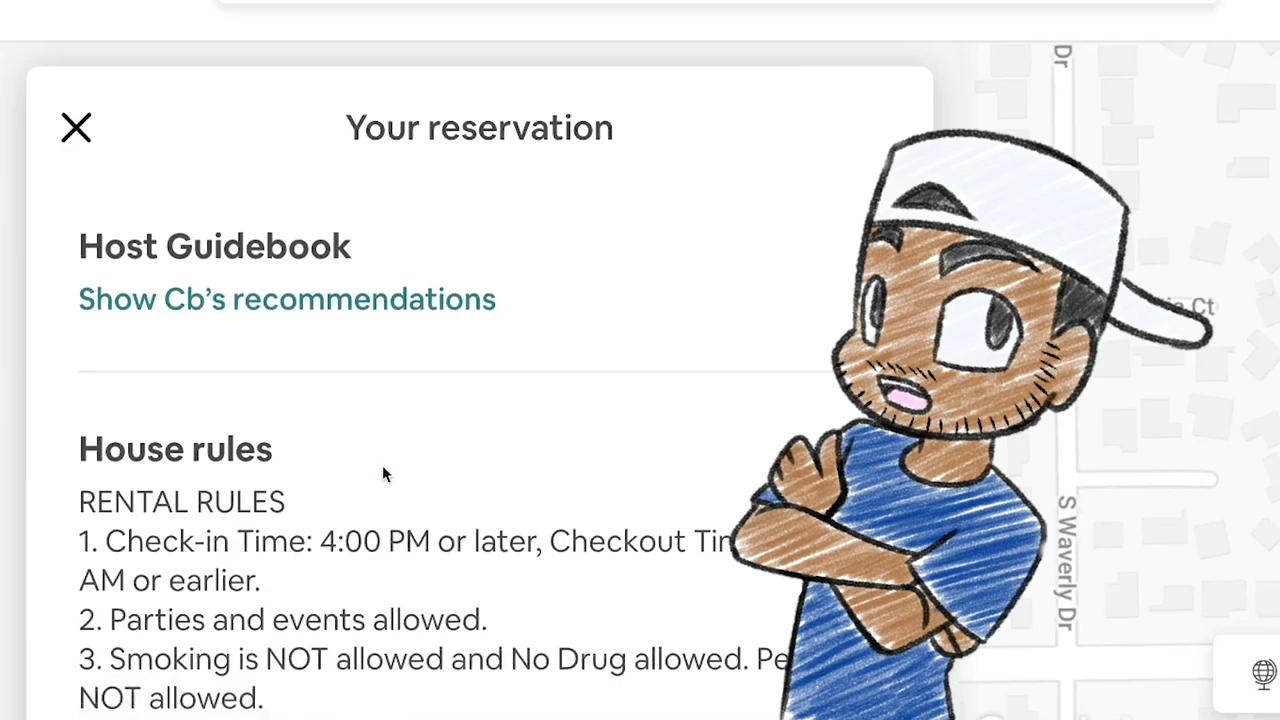 Your reservation
Host Guidebook
Show Cb's recommendations
House rules
RENTAL RULES
1. Check-in Time: 4:00 PM or later, Checkout
AM or earlier.
2. Parties and events allowed.
3. Smoking is NOT allowed and No Drug allowed.
NOT allowed.
Dr
Ct
S Waverly Dr